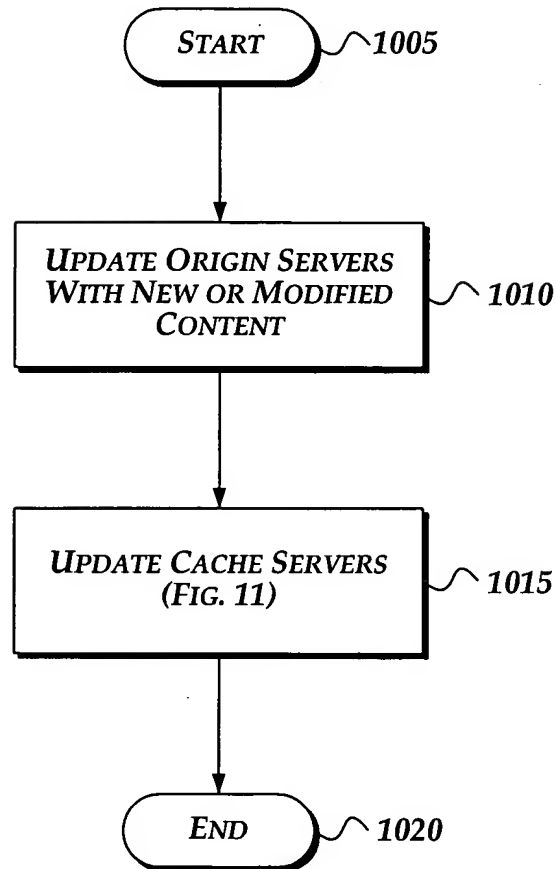 START
1005
UPDATE ORIGIN SERVERS
WITH NEW OR MODIFIED
CONTENT
1010
UPDATE CACHE SERVERS
(FIG. 11)
1015
END
1020